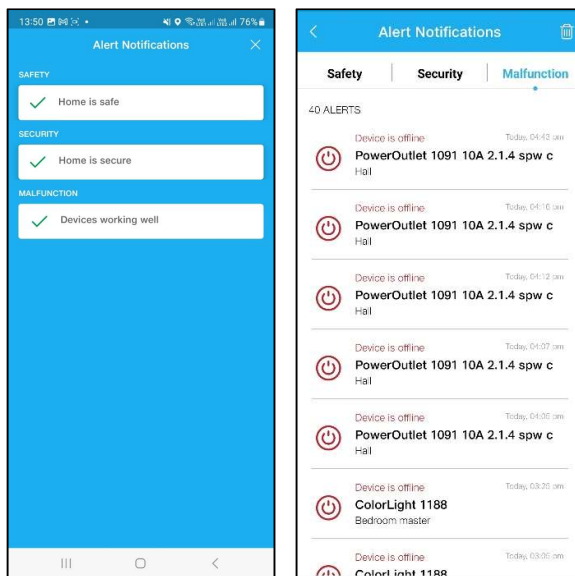 13:50
76%
Alert Notifications
SAFETY
Home is safe
SECURITY
Home is secure
MALFUNCTION
Devices working well
Alert Notifications
Safety
Security
Malfunction
40 ALERTS
Device is offline
Today, 04:43 pm
PowerOutlet 1091 10A 2.1.4 spw c
Hall
Device is offline
Today, 04:16 pm
PowerOutlet 1091 10A 2.1.4 spw c
Hall
Device is offline
Today, 04:12 pm
PowerOutlet 1091 10A 2.1.4 spw c
Hall
Device is offline
Today, 04:07 pm
PowerOutlet 1091 10A 2.1.4 spw c
Hall
Device is offline
Today, 04:06 pm
PowerOutlet 1091 10A 2.1.4 spw c
Hall
Device is offline
Today, 03:25 pm
ColorLight 1188
Bedroom master
Device is offline
Today, 03:05 pm
ColorLight 1188